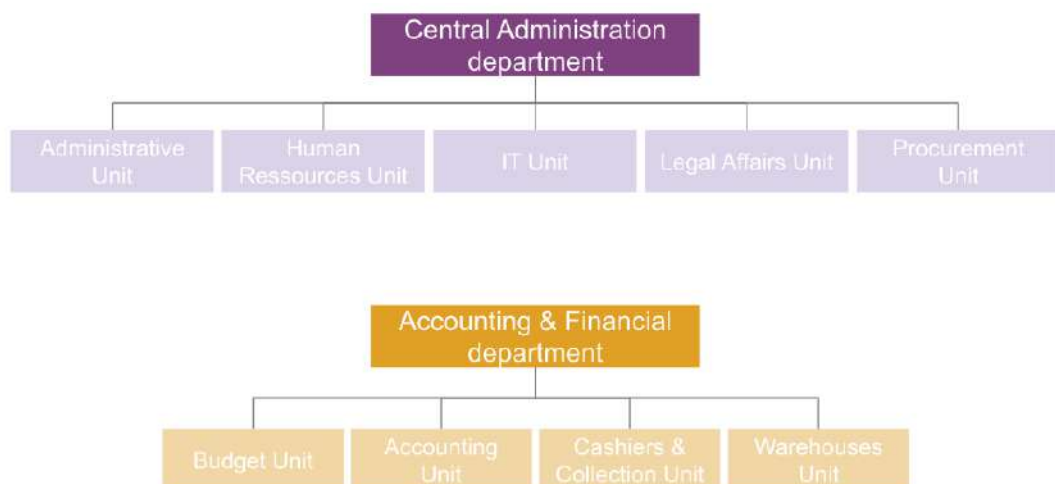 Central Administration
department
Administrative
Unit
Human
Ressources Unit
IT Unit
Legal Affairs Unit
Procurement
Unit
Accounting & Financial
department
Budget Unit
Accounting
Unit
Cashiers &
Collection Unit
Warehouses
Unit